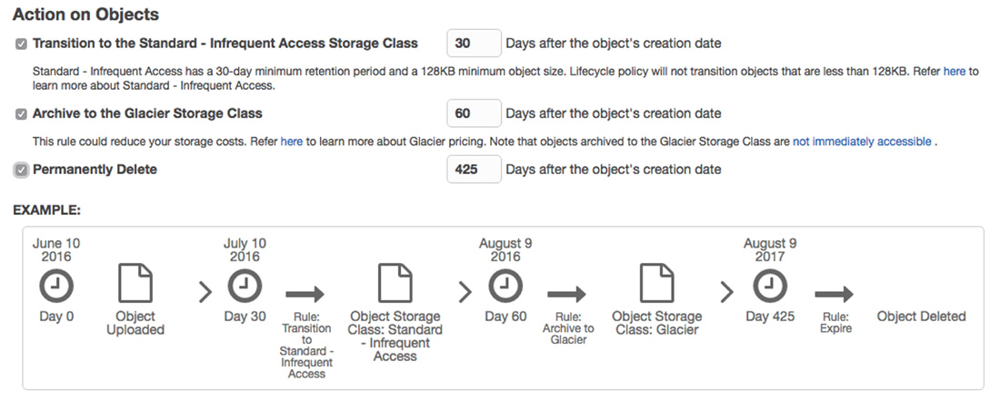 Action on Objects
Transition to the Standard - Infrequent Access Storage Class 30 Days after the object's creation date
Standard - Infrequent Access has a 30-day minimum retention period and a 128KB minimum object size. Lifecycle policy will not transition objects that are less than 128KB. Refer here to
learn more about Standard - Infrequent Access.
Archive to the Glacier Storage Class 60 Days after the object's creation date
This rule could reduce your storage costs. Refer here to learn more about Glacier pricing. Note that objects archived to the Glacier Storage Class are not immediately accessible .
Permanently Delete 425 Days after the object's creation date
EXAMPLE:
June 10
2016
Day 0
Object
Uploaded
July 10
2016
Day 30
Rule:
Transition
to
Standard -
Infrequent
Access
Object Storage
Class: Standard
- Infrequent
Access
August 9
2016
Day 60
Rule:
Archive to
Glacier
Object Storage
Class: Glacier
August 9
2017
Day 425
Rule:
Expire
Object Deleted